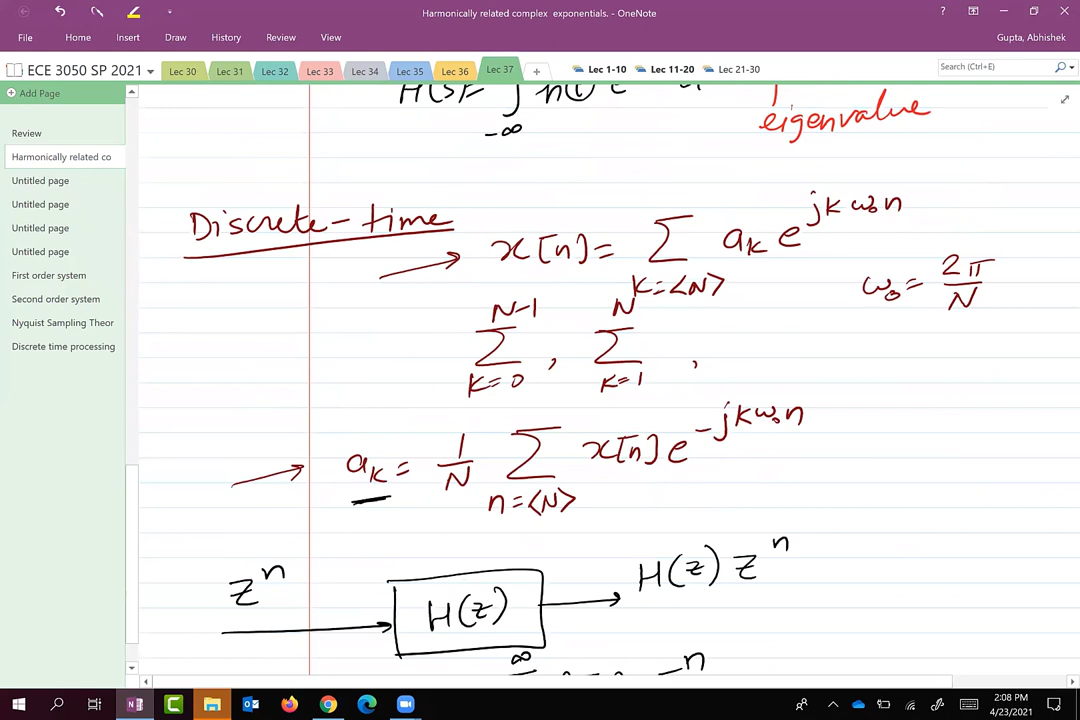 Harmonically related complex exponentials. - OneNote
?
File Home Insert Draw History Review View
Gupta, Abhishek
ECE 3050 SP 2021
Lec 30 Lec 31 Lec 32 Lec 33 Lec 34 Lec 35 Lec 36 Lec 37 + Lec 1-10 Lec 11-20 Lec 21-30
Search (Ctrl+E)
Add Page
Review
Harmonically related co
Untitled page
Untitled page
Untitled page
Untitled page
First order system
Second order system
Nyquist Sampling Theor
Discrete time processing
-∞
eigenvalue
Discrete-time
x[n] = Σ_{k=<N>} a_k e^{jkω₀n}
ω₀ = 2π/N
Σ_{k=0}^{N-1} , Σ_{k=1}^{N} ,
a_k = 1/N Σ_{n=<N>} x[n] e^{-jkω₀n}
z^n → H(z) → H(z) z^n
∞
-n
2:08 PM
4/23/2021